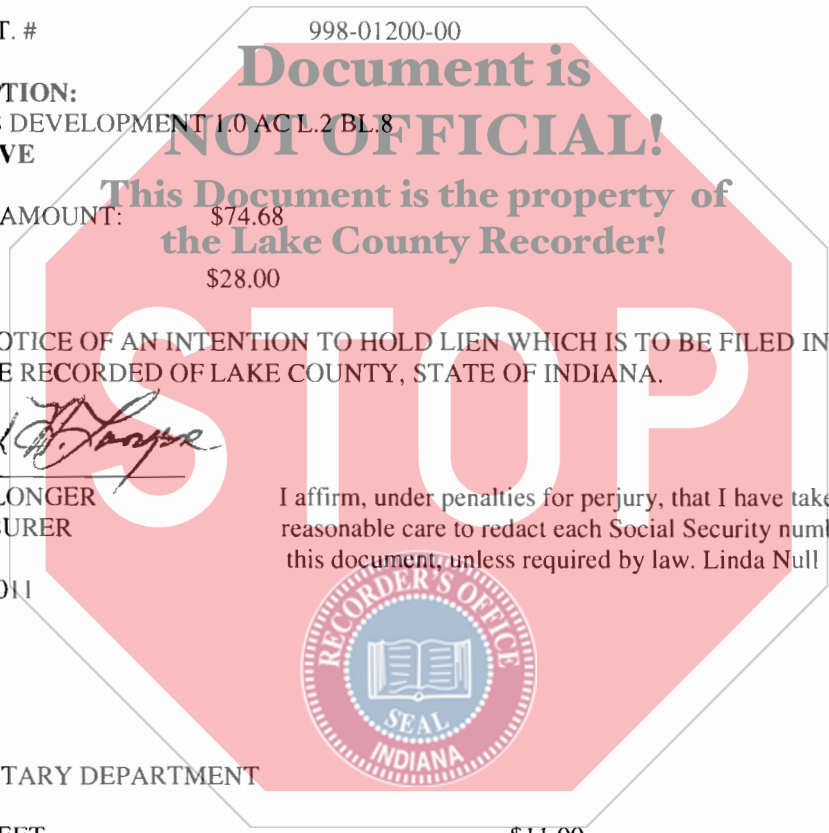 T. # 998-01200-00
Document is
TION:
S DEVELOPMENT 1.0 AC L.2 BL.8
NOT OFFICIAL!
VE
This Document is the property of
AMOUNT: $74.68
the Lake County Recorder!
$28.00
STOP
OTICE OF AN INTENTION TO HOLD LIEN WHICH IS TO BE FILED IN
E RECORDED OF LAKE COUNTY, STATE OF INDIANA.
LONGER I affirm, under penalties for perjury, that I have take
SURER reasonable care to redact each Social Security numb
this document, unless required by law. Linda Null
011
RECORDER'S OFFICE
SEAL
INDIANA
TARY DEPARTMENT
EET $11.00